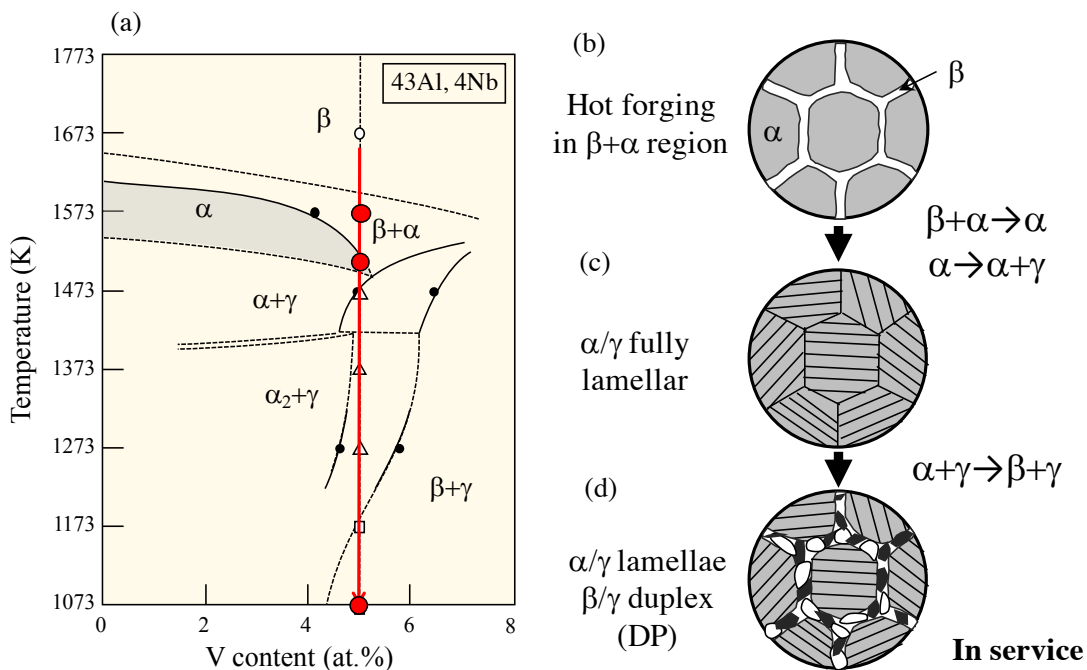 (a)
43Al, 4Nb
1773
1673
1573
1473
1373
1273
1173
1073
Temperature (K)
0
2
4
6
8
V content (at.%)
β
α
β+α
α+γ
α₂+γ
β+γ
(b)
Hot forging
in β+α region
α
β
β+α→α
α→α+γ
(c)
α/γ fully
lamellar
α+γ→β+γ
(d)
α/γ lamellae
β/γ duplex
(DP)
In service